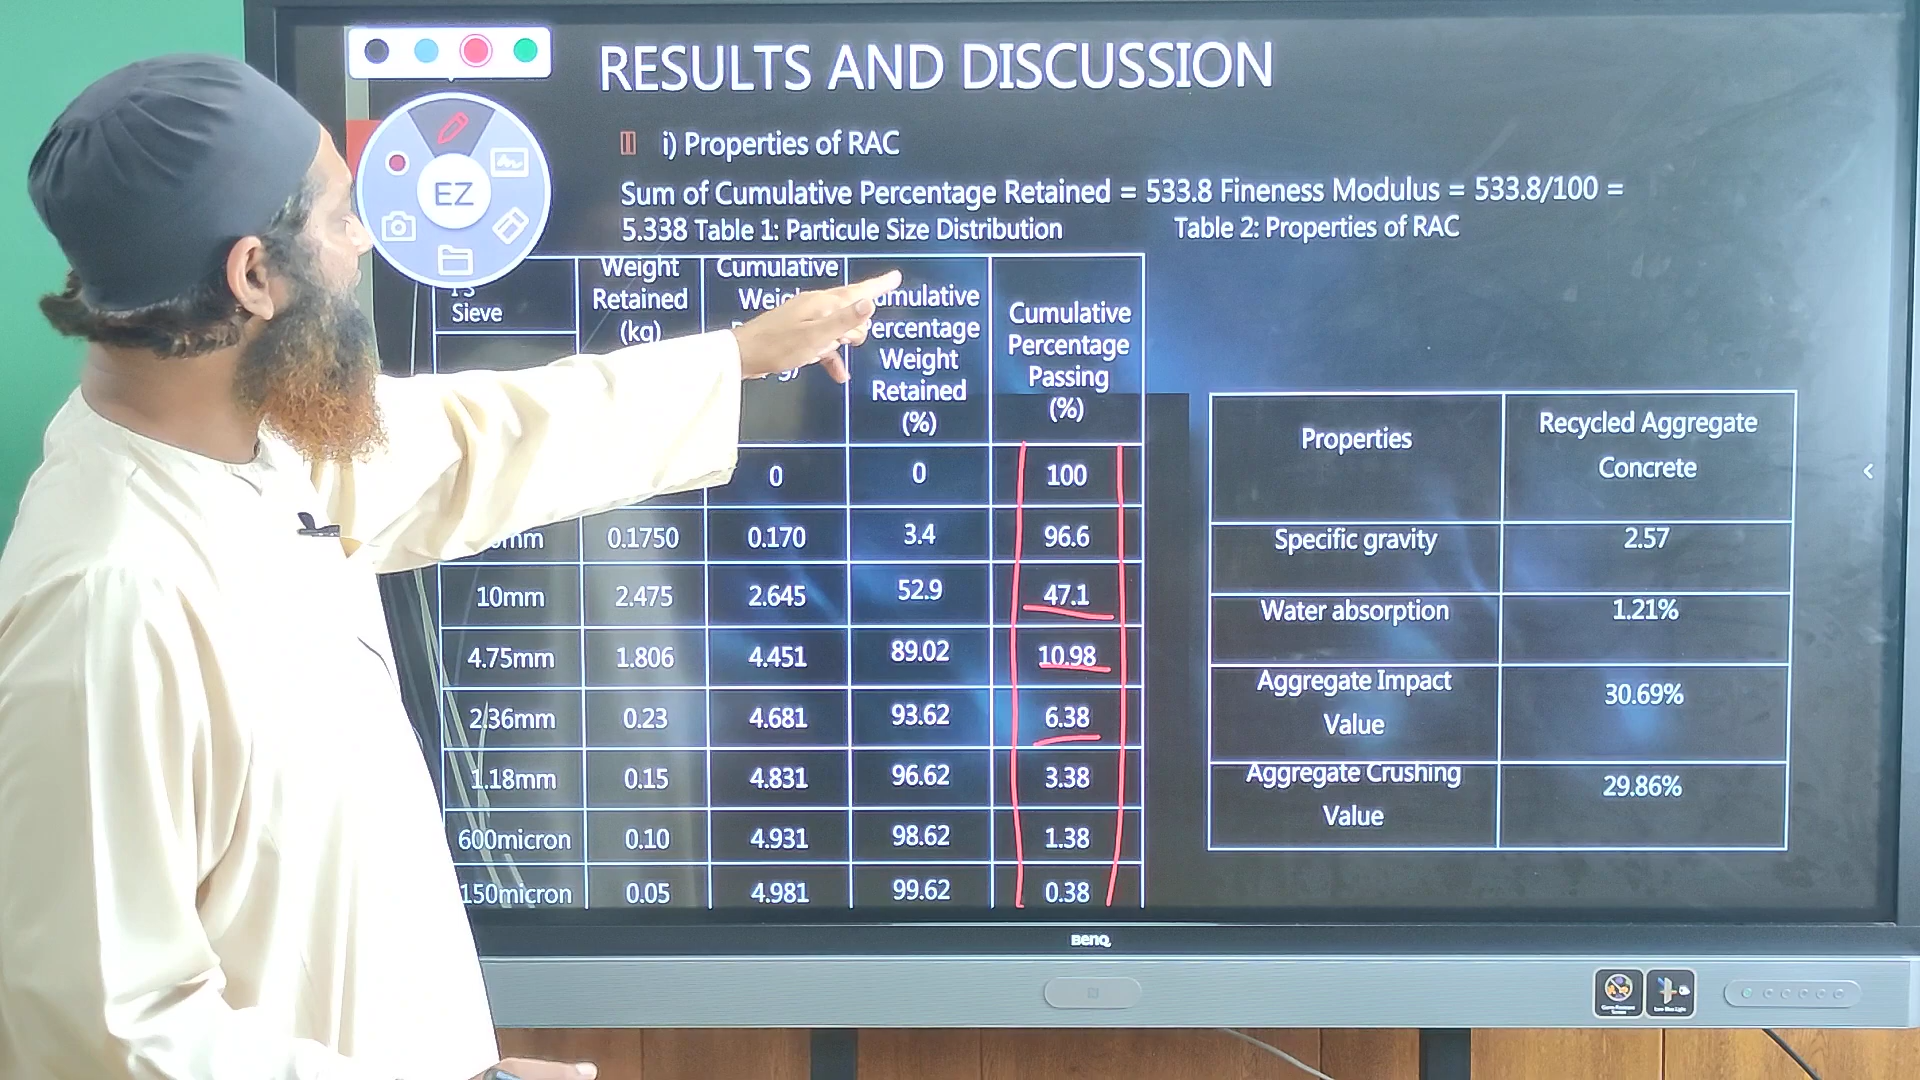 RESULTS AND DISCUSSION
i) Properties of RAC
EZ
Sum of Cumulative Percentage Retained = 533.8 Fineness Modulus = 533.8/100 =
5.338 Table 1: Particule Size Distribution
Table 2: Properties of RAC
Sieve
Weight
Retained
(kg)
Cumulative
Percentage
Weight
Retained
(%)
Cumulative
Percentage
Passing
(%)
0 0 100
0.1750 0.170 3.4 96.6
10mm 2.475 2.645 52.9 47.1
4.75mm 1.806 4.451 89.02 10.98
2.36mm 0.23 4.681 93.62 6.38
1.18mm 0.15 4.831 96.62 3.38
600micron 0.10 4.931 98.62 1.38
150micron 0.05 4.981 99.62 0.38
Properties
Recycled Aggregate
Concrete
Specific gravity 2.57
Water absorption 1.21%
Aggregate Impact
Value
30.69%
Aggregate Crushing
Value
29.86%
BenQ